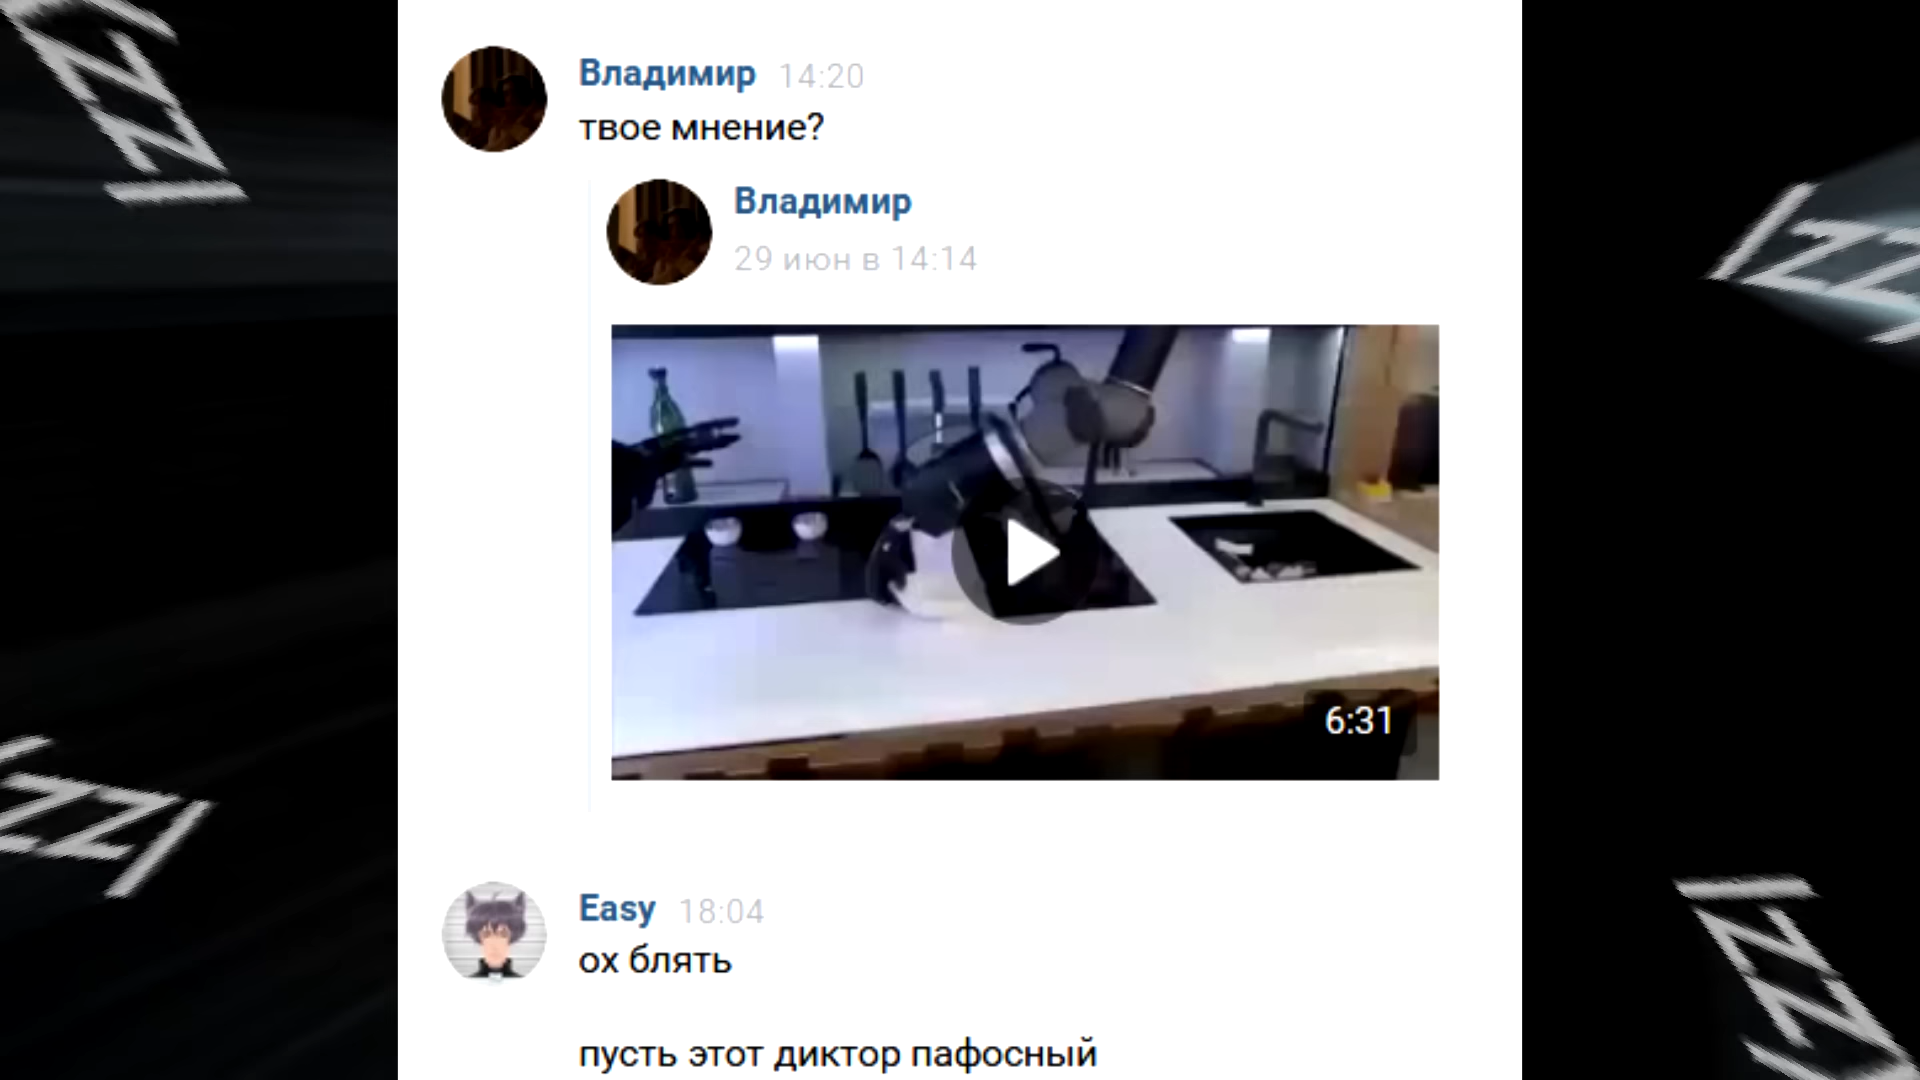 Владимир 14:20
твое мнение?
Владимир
29 июн в 14:14
6:31
Easy 18:04
ох блять
пусть этот диктор пафосный